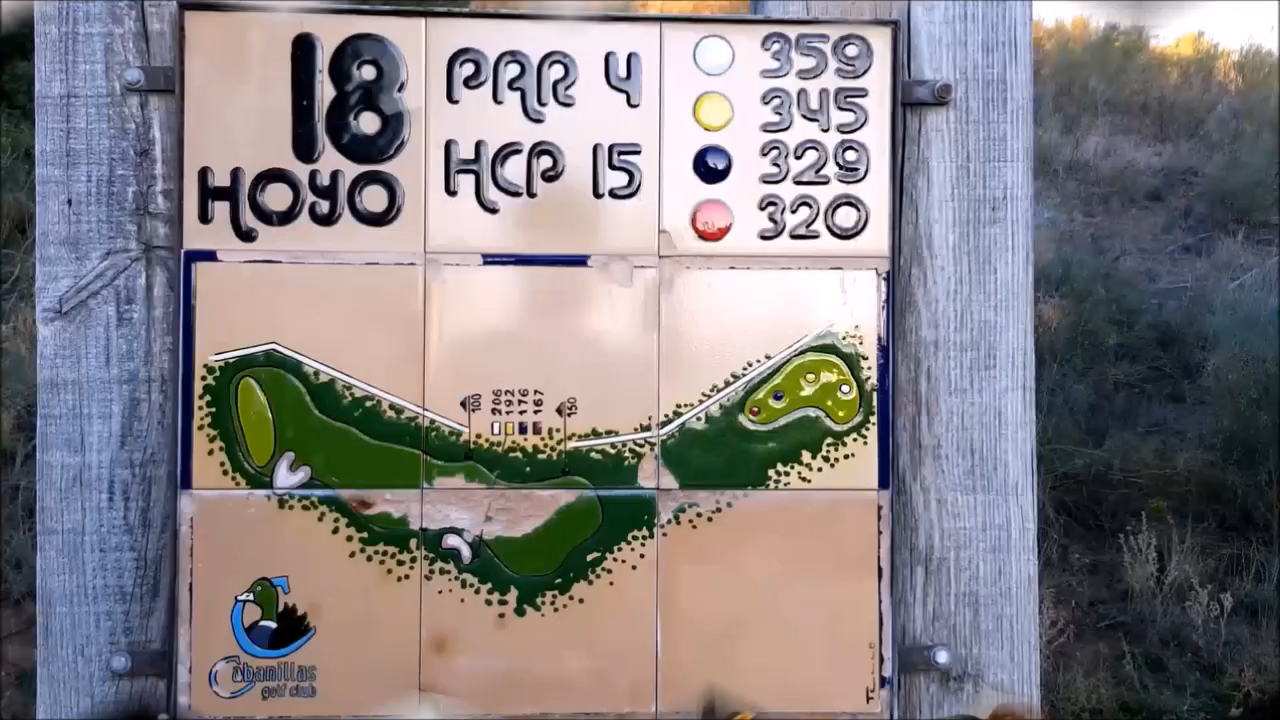 18
HOYO
PAR 4
HCP 15
359
345
329
320
100
206
192
176
167
150
Cabanillas
golf club